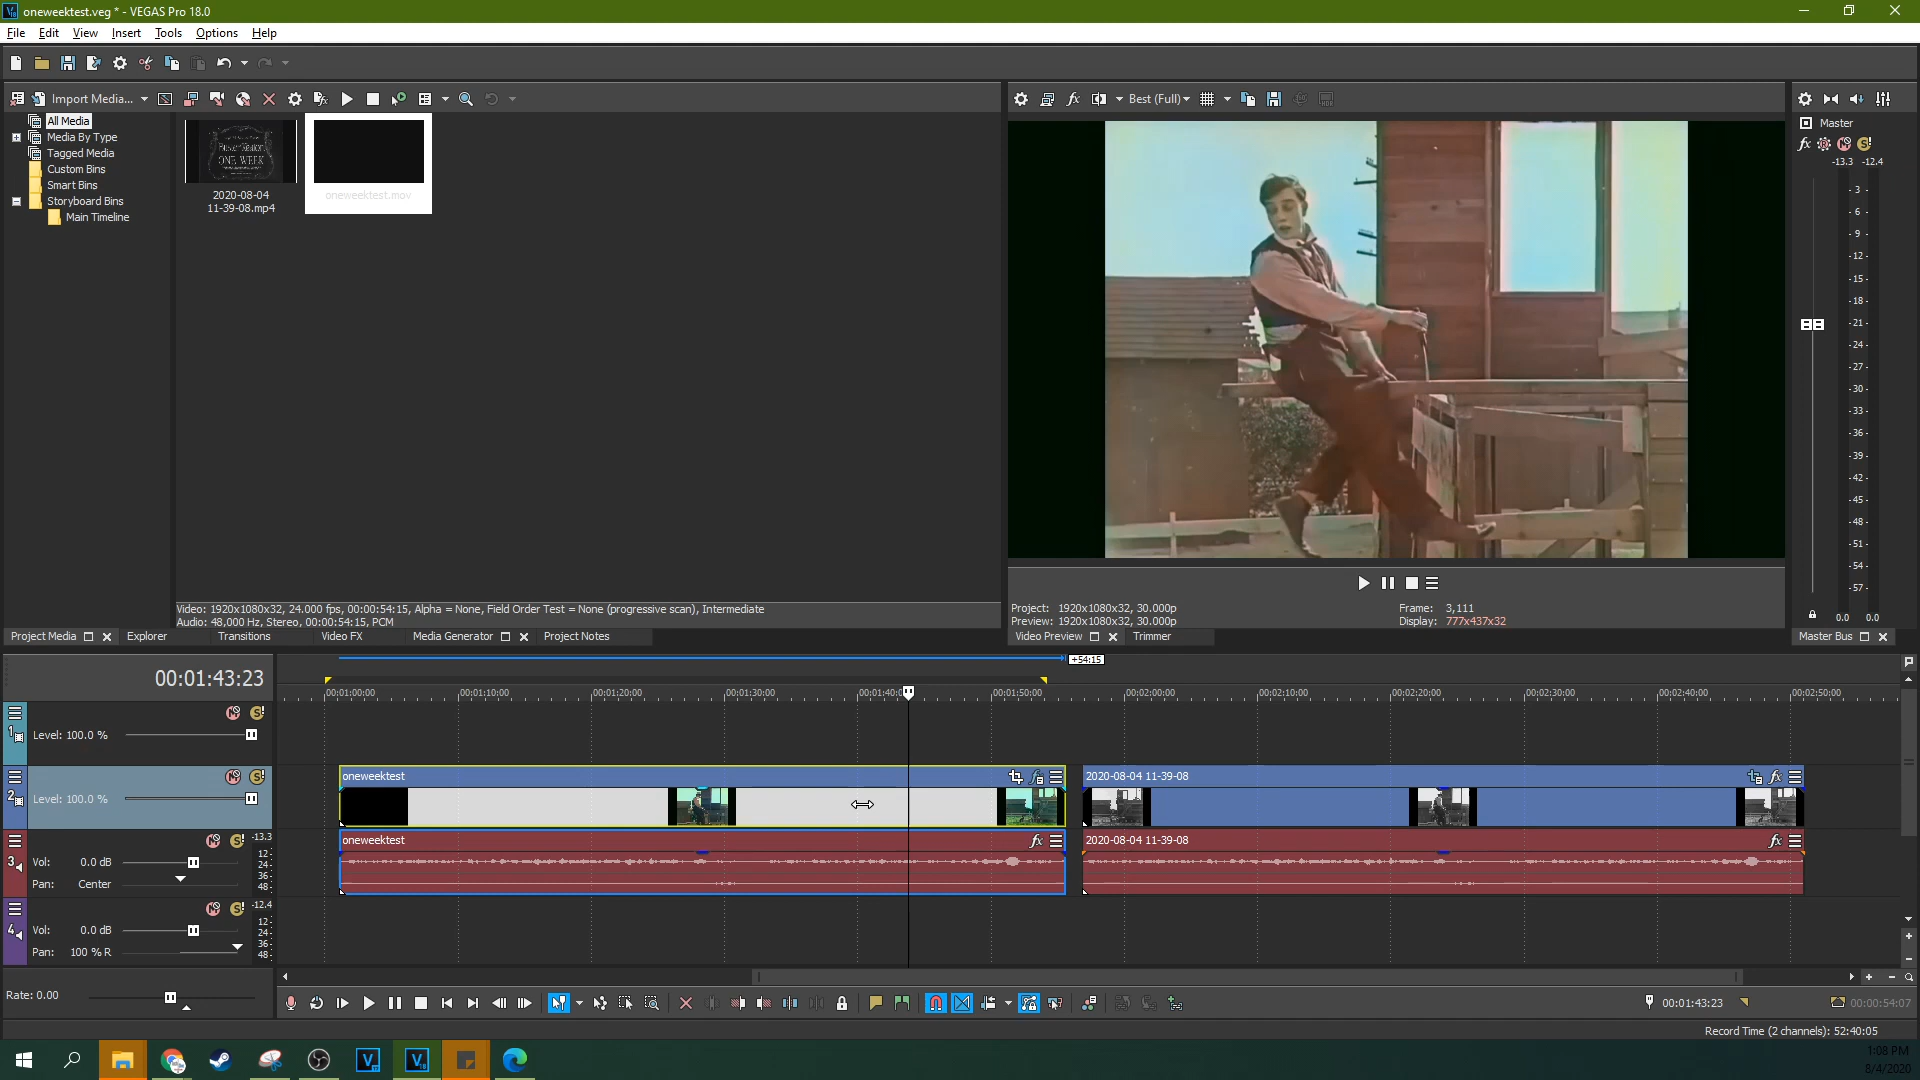 oneweektest.veg * - VEGAS Pro 18.0
File Edit View Insert Tools Options Help
Import Media...
All Media
Media By Type
Tagged Media
Custom Bins
Smart Bins
Storyboard Bins
Main Timeline
Buster Keaton
ONE WEEK
2020-08-04
11-39-08.mp4
oneweektest.mov
Video: 1920x1080x32, 24.000 fps, 00:00:54:15, Alpha = None, Field Order Test = None (progressive scan), Intermediate
Audio: 48,000 Hz, Stereo, 00:00:54:15, PCM
Project Media Explorer Transitions Video FX Media Generator Project Notes
Best (Full)
Project: 1920x1080x32, 30.000p
Preview: 1920x1080x32, 30.000p
Frame: 3,111
Display: 777x437x32
Video Preview Trimmer
Master
fx
-13.3 -12.4
- 3 -
- 6 -
- 9 -
- 12 -
- 15 -
- 18 -
- 21 -
- 24 -
- 27 -
- 30 -
- 33 -
- 36 -
- 39 -
- 42 -
- 45 -
- 48 -
- 51 -
- 54 -
- 57 -
0.0 0.0
Master Bus
00:01:43:23
+54:15
00:01:00:00 00:01:10:00 00:01:20:00 00:01:30:00 00:01:40:0 00:01:50:00 00:02:00:00 00:02:10:00 00:02:20:00 00:02:30:00 00:02:40:00 00:02:50:00
1
Level: 100.0 %
2
Level: 100.0 %
oneweektest
2020-08-04 11-39-08
3
-13.3
Vol: 0.0 dB
Pan: Center
12-
24-
36-
48-
oneweektest
2020-08-04 11-39-08
4
-12.4
Vol: 0.0 dB
Pan: 100 % R
12-
24-
36-
48-
Rate: 0.00
00:01:43:23
00:00:54:07
Record Time (2 channels): 52:40:05
1:08 PM
8/4/2020